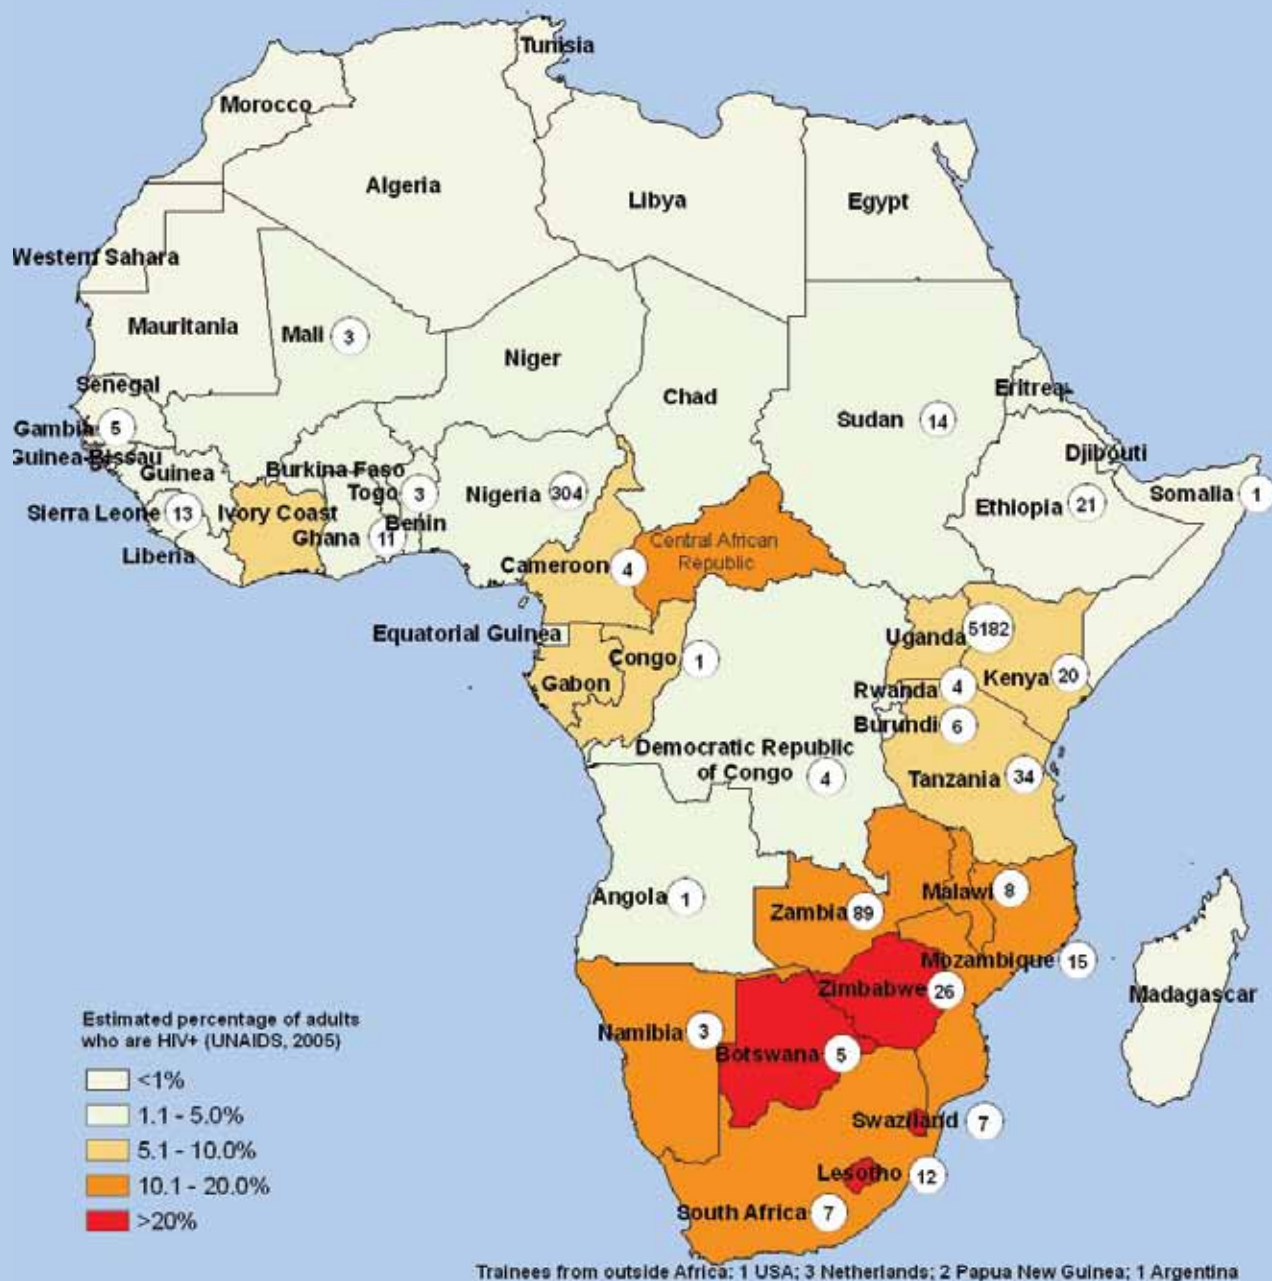 Tunisia
Morocco
Algeria
Libya
Egypt
Western Sahara
Mauritania
Mali 3
Niger
Chad
Sudan 14
Eritrea
Senegal
Gambia 5
Guinea-Bissau
Guinea
Burkina Faso
Togo 3
Benin
Nigeria 304
Djibouti
Ethiopia 21
Somalia 1
Sierra Leone 13
Ivory Coast
Ghana 11
Liberia
Cameroon 4
Central African
Republic
Equatorial Guinea
Congo 1
Gabon
Uganda 5182
Kenya 20
Rwanda 4
Burundi 6
Democratic Republic
of Congo 4
Tanzania 34
Angola 1
Zambia 89
Malawi 8
Mozambique 15
Zimbabwe 26
Madagascar
Namibia 3
Botswana 5
Swaziland 7
Lesotho 12
South Africa 7
Estimated percentage of adults
who are HIV+ (UNAIDS, 2005)
<1%
1.1 - 5.0%
5.1 - 10.0%
10.1 - 20.0%
>20%
Trainees from outside Africa: 1 USA; 3 Netherlands; 2 Papua New Guinea; 1 Argentina